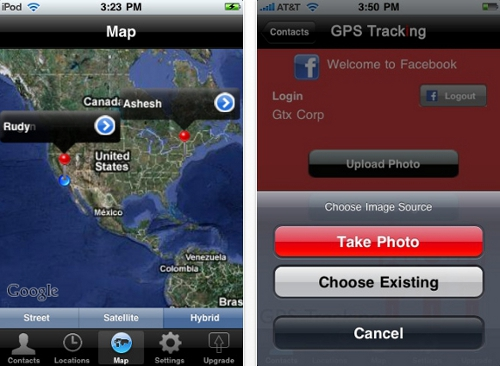 iPod 3:23 PM
Map
Canada
Ashesh
Rudy
United
States
México
Venezuela
Colombia
Bras
Google
Street Satellite Hybrid
Contacts Locations Map Settings Upgrade
AT&T 3:50 PM
Contacts GPS Tracking
Welcome to Facebook
Login
Logout
Gtx Corp
Upload Photo
Choose Image Source
Take Photo
Choose Existing
Cancel